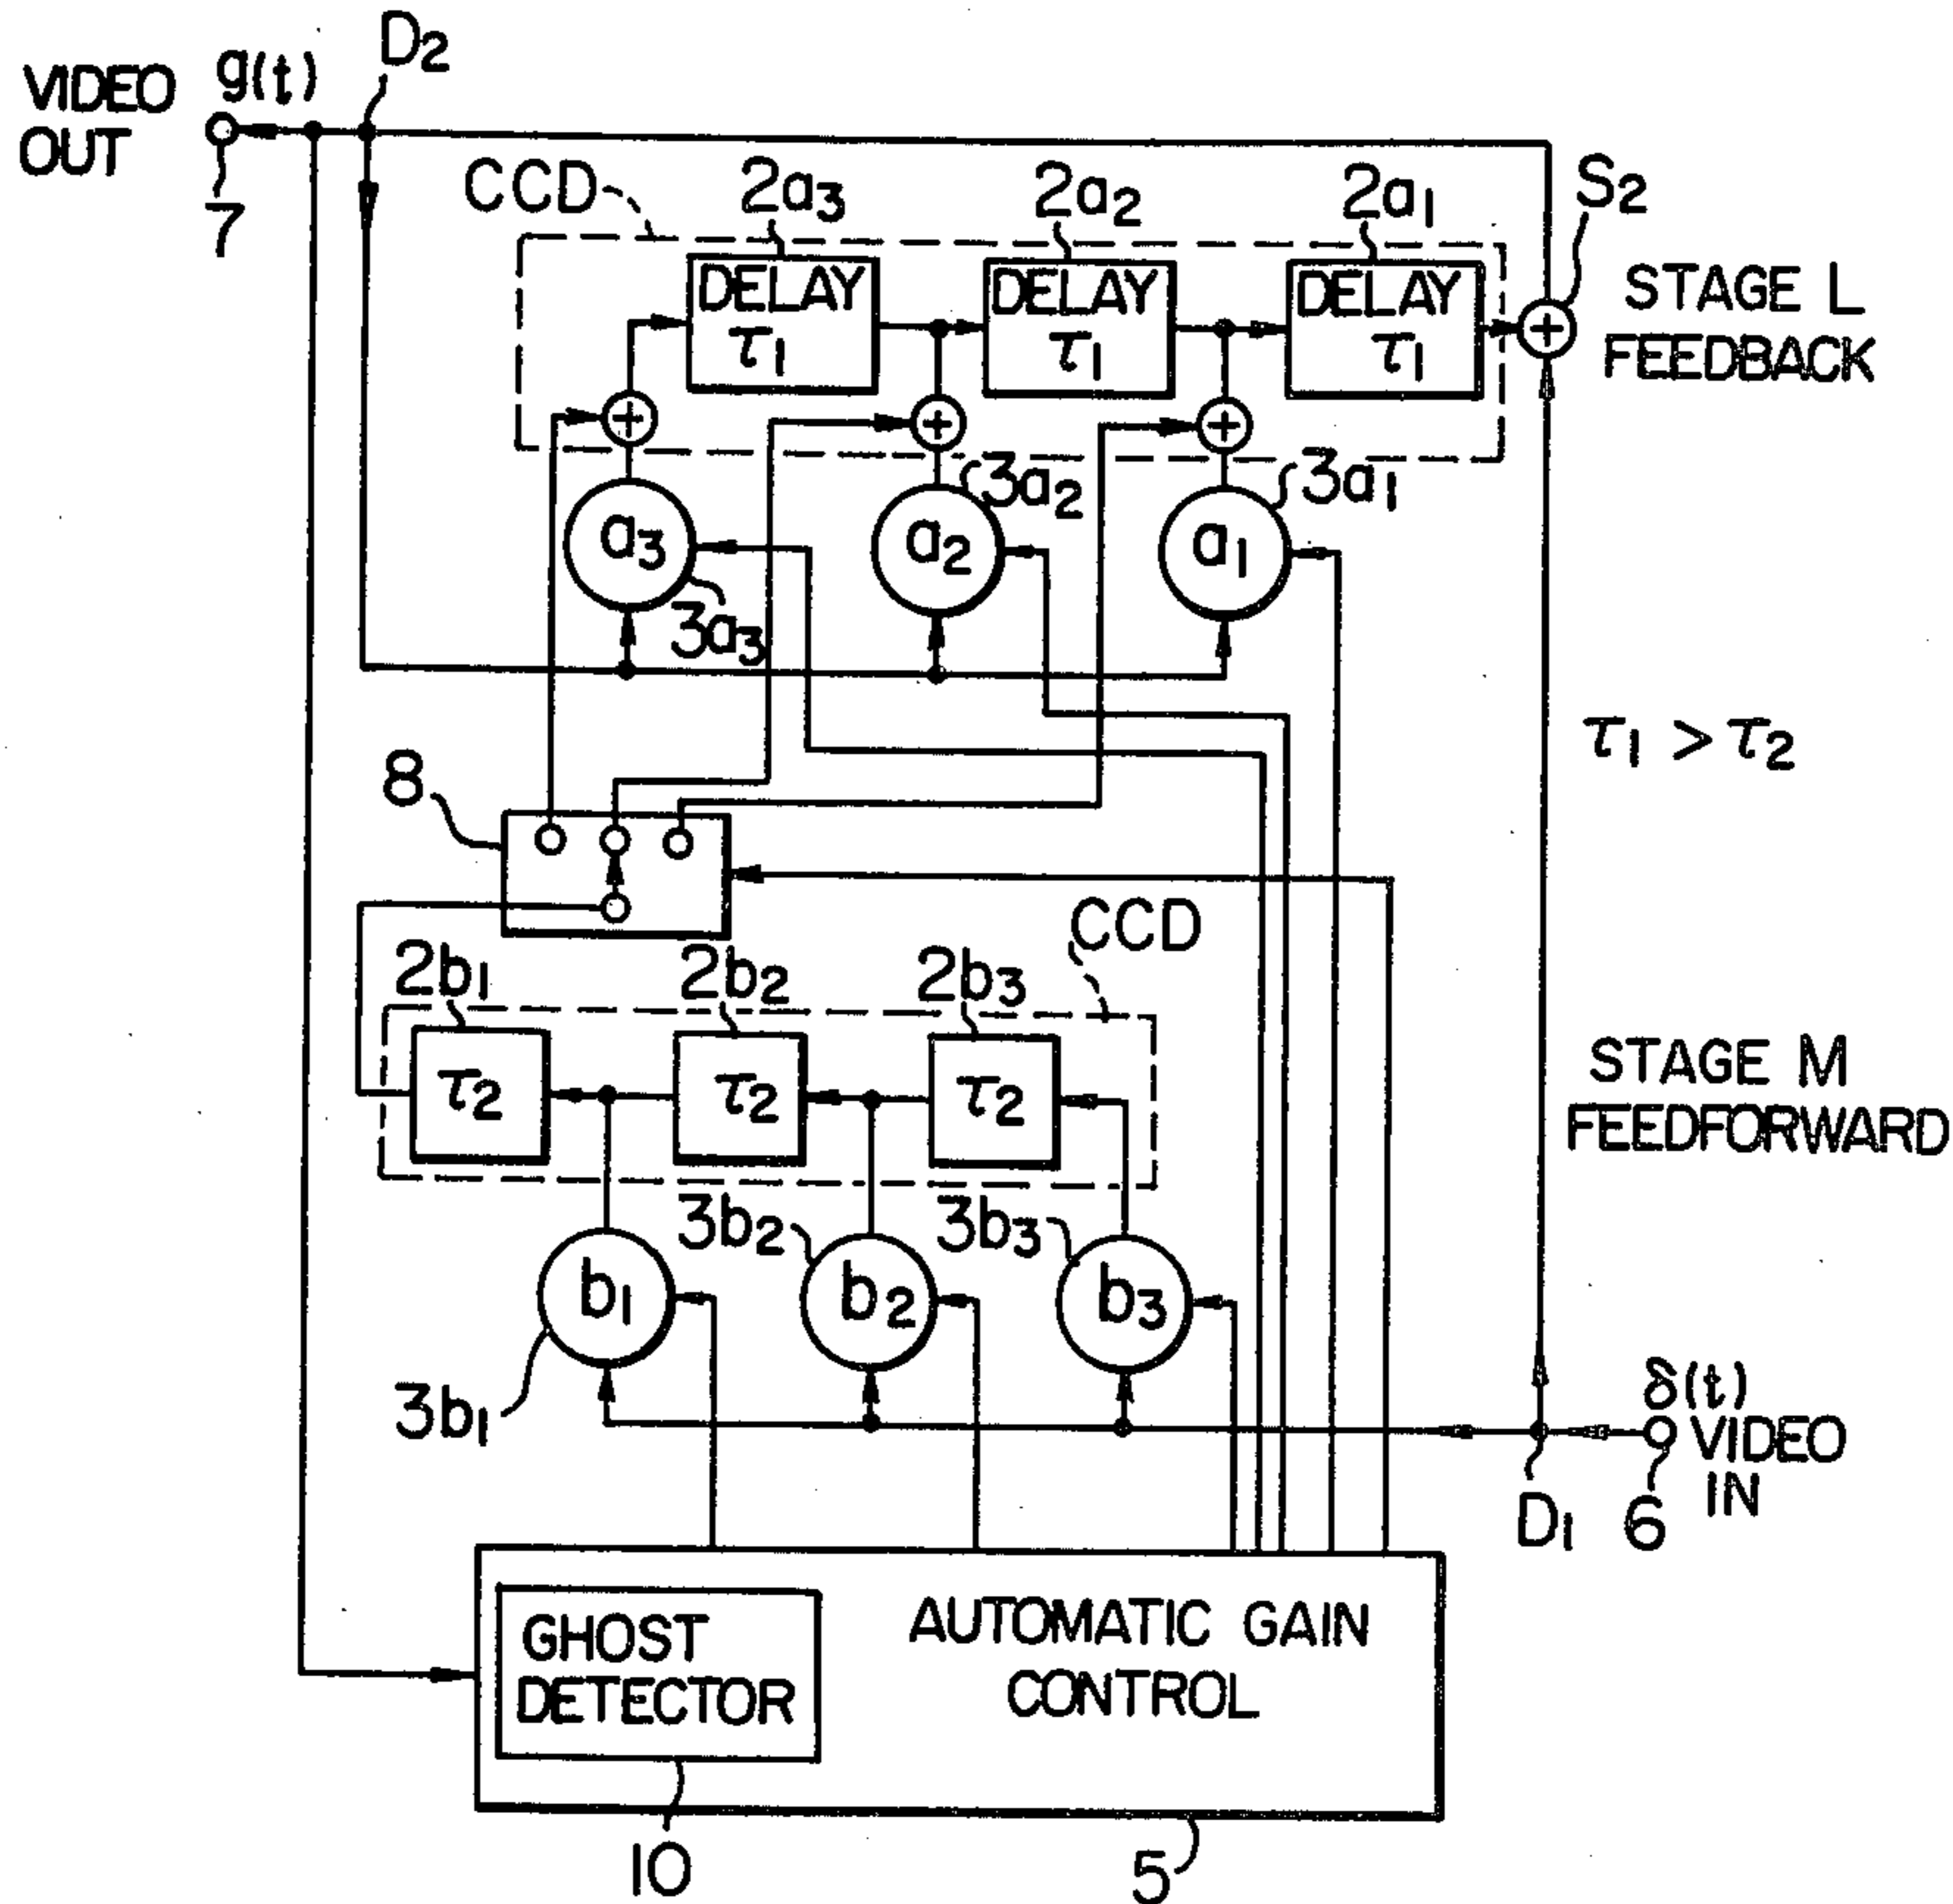 D2
VIDEO
OUT
g(t)
7
CCD
2a3
2a2
2a1
S2
DELAY
τ1
DELAY
τ1
DELAY
τ1
STAGE L
FEEDBACK
+
+
+
+
a3
3a3
a2
3a2
a1
3a1
τ1 > τ2
8
CCD
2b1
2b2
2b3
τ2
τ2
τ2
STAGE M
FEEDFORWARD
3b2
3b3
b1
b2
b3
3b1
δ(t)
VIDEO
IN
D1
6
GHOST
DETECTOR
AUTOMATIC GAIN
CONTROL
10
5